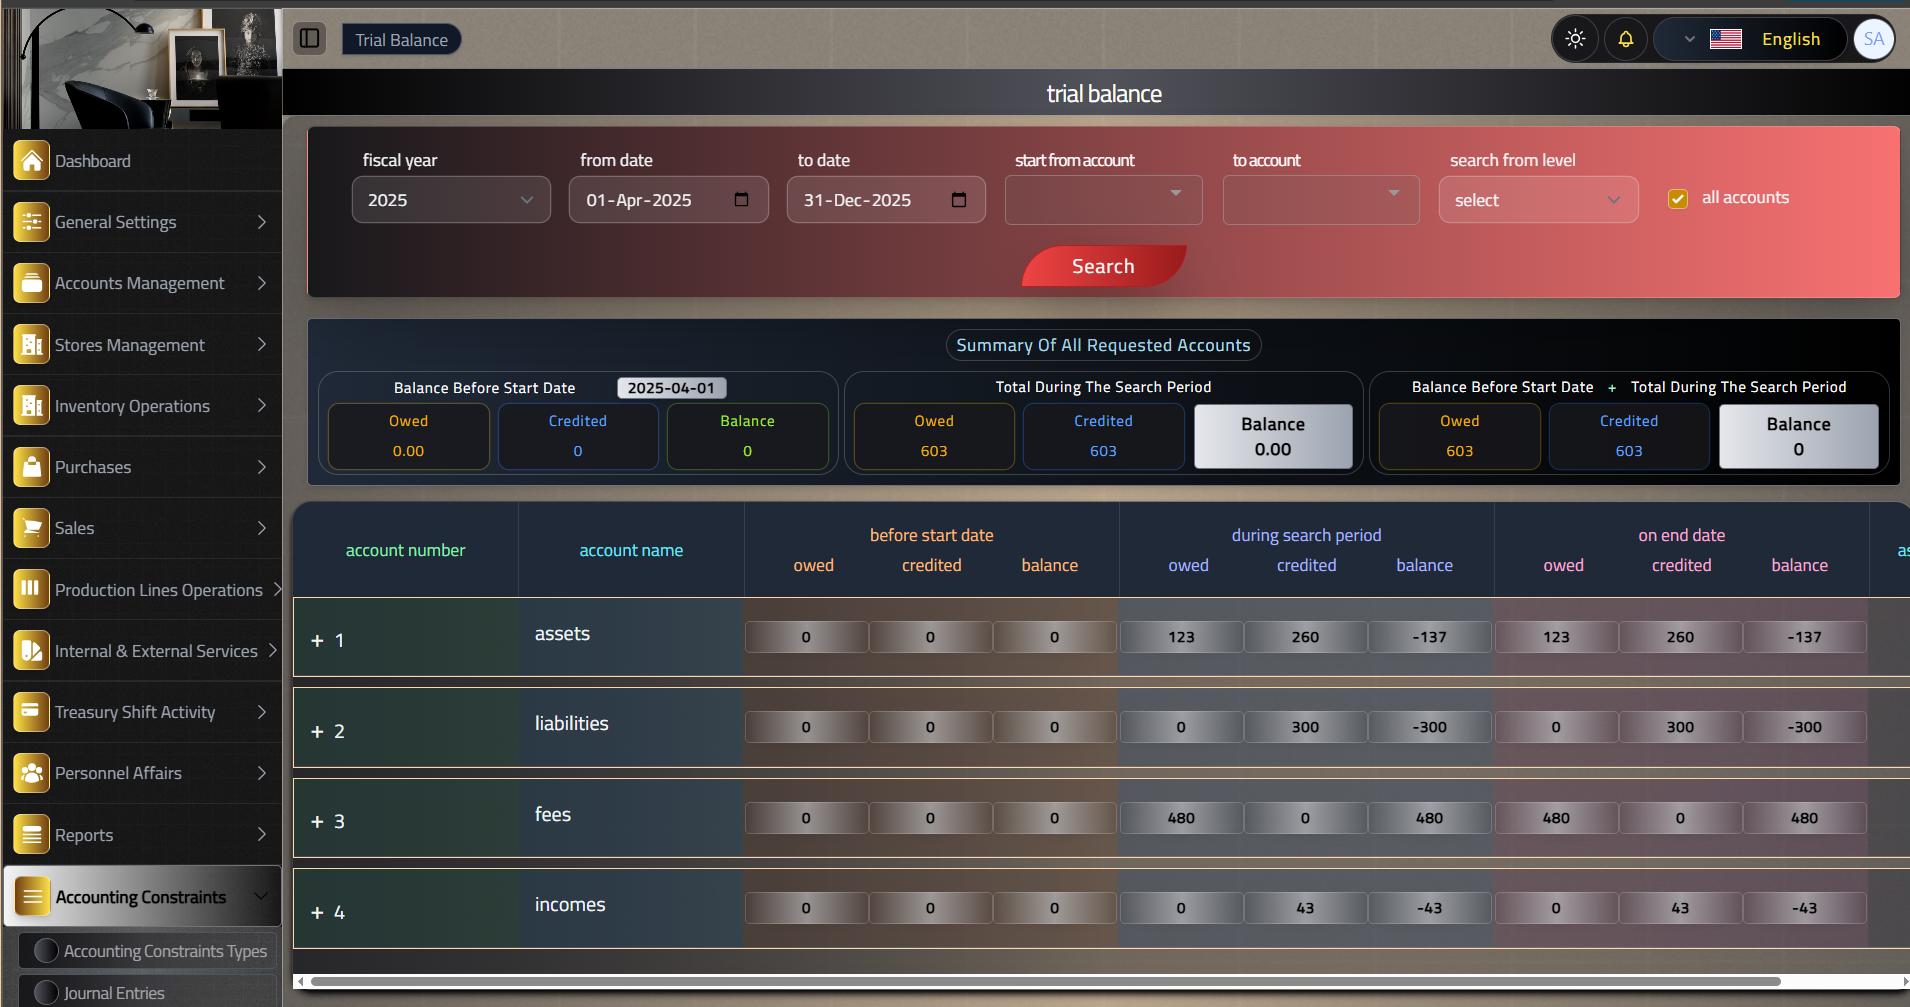 Trial Balance
English
SA
trial balance
Dashboard
General Settings
Accounts Management
Stores Management
Inventory Operations
Purchases
Sales
Production Lines Operations
Internal & External Services
Treasury Shift Activity
Personnel Affairs
Reports
Accounting Constraints
Accounting Constraints Types
Journal Entries
fiscal year
from date
to date
start from account
to account
search from level
2025
01-Apr-2025
31-Dec-2025
select
all accounts
Search
Summary Of All Requested Accounts
Balance Before Start Date 2025-04-01
Owed Credited Balance
0.00 0 0
Total During The Search Period
Owed Credited Balance
603 603 0.00
Balance Before Start Date + Total During The Search Period
Owed Credited Balance
603 603 0
account number account name before start date during search period on end date
owed credited balance owed credited balance owed credited balance
as
+ 1 assets 0 0 0 123 260 -137 123 260 -137
+ 2 liabilities 0 0 0 0 300 -300 0 300 -300
+ 3 fees 0 0 0 480 0 480 480 0 480
+ 4 incomes 0 0 0 0 43 -43 0 43 -43